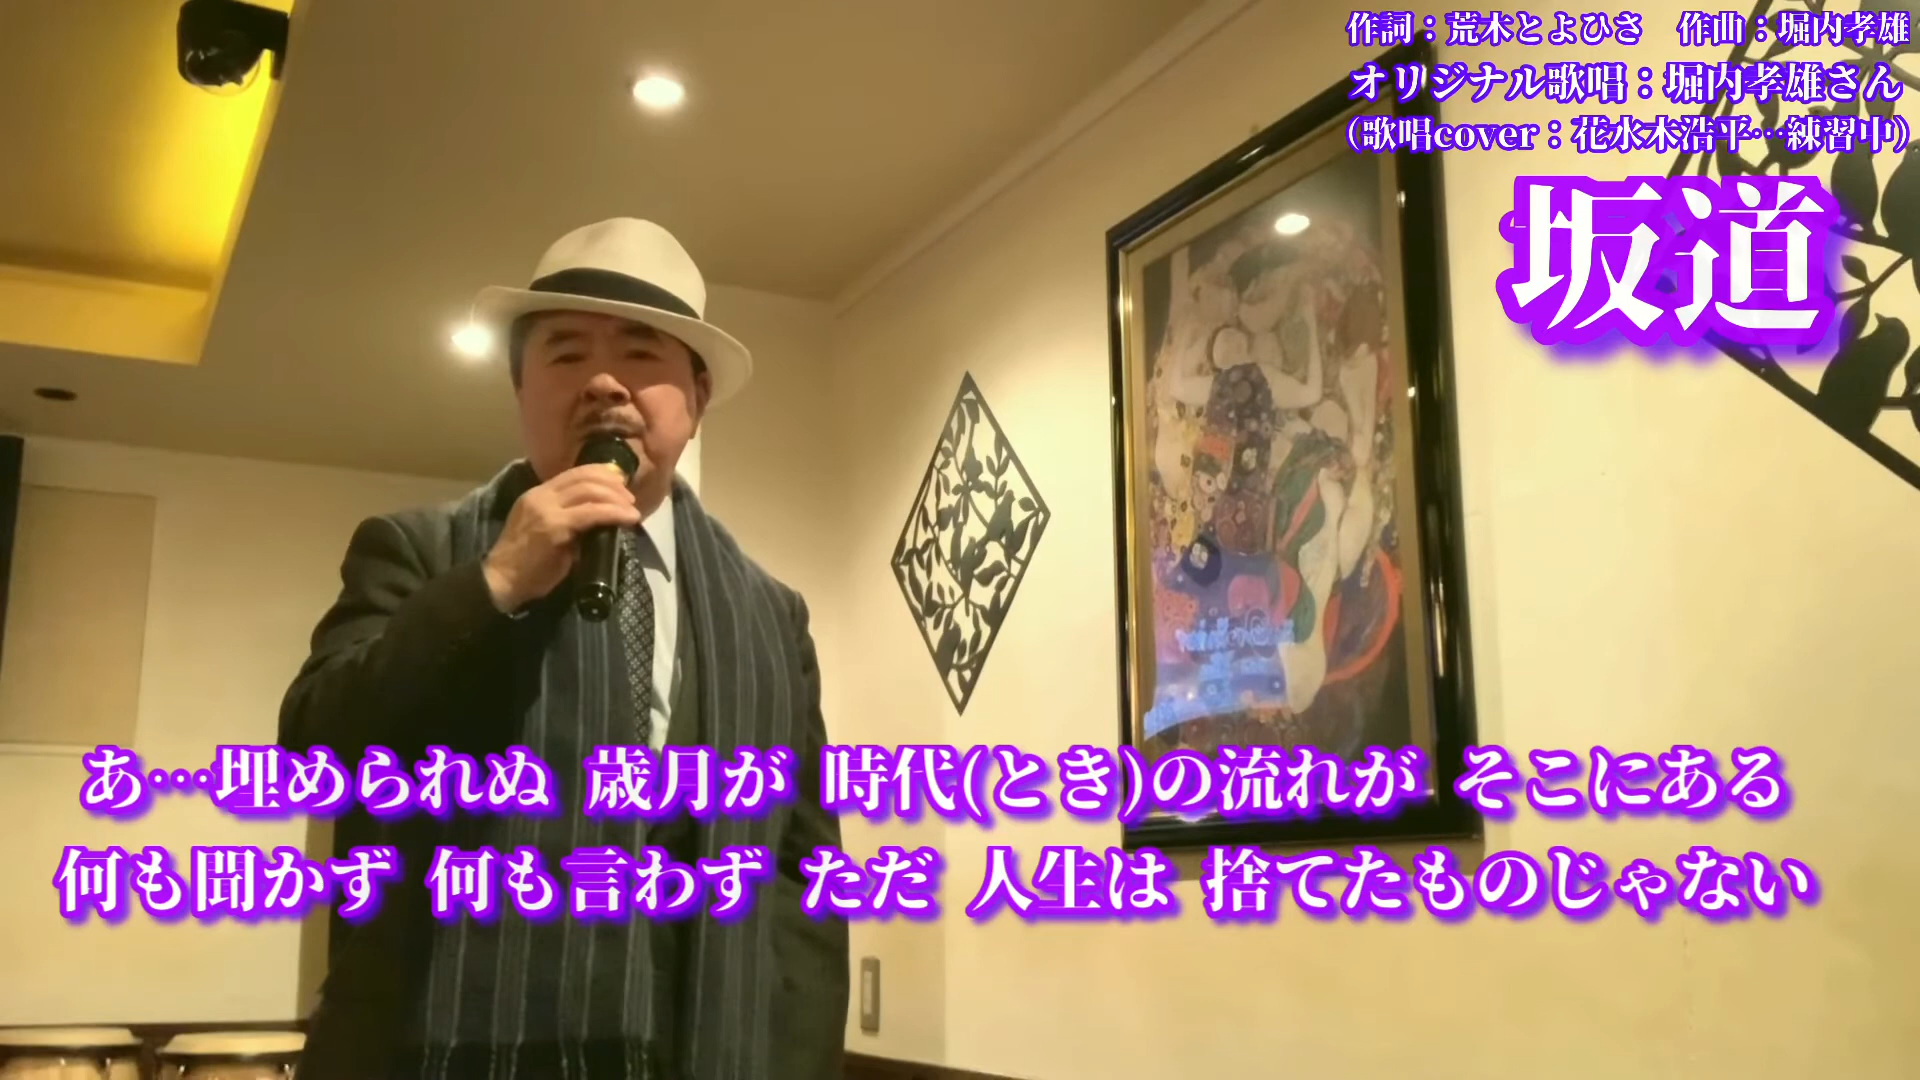 作詞：荒木とよひさ　作曲：堀内孝雄
オリジナル歌唱：堀内孝雄さん
（歌唱cover：花水木浩平…練習中）
坂道
あ…埋められぬ 歳月が 時代(とき)の流れが そこにある
何も聞かず 何も言わず ただ 人生は 捨てたものじゃない